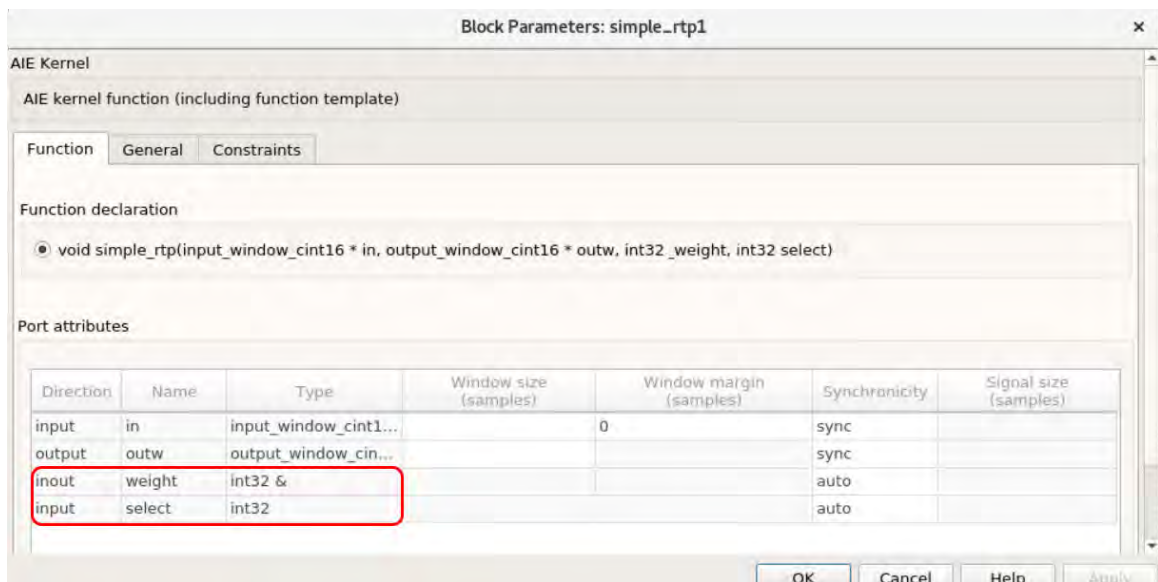 Block Parameters: simple_rtp1 ×
AIE Kernel
AIE kernel function (including function template)
Function General Constraints
Function declaration
void simple_rtp(input_window_cint16 * in, output_window_cint16 * outw, int32 _weight, int32 select)
Port attributes
Direction Name Type Window size (samples) Window margin (samples) Synchronicity Signal size (samples)
input in input_window_cint1... 0 sync
output outw output_window_cin... sync
inout weight int32 & auto
input select int32 auto
OK Cancel Help Apply